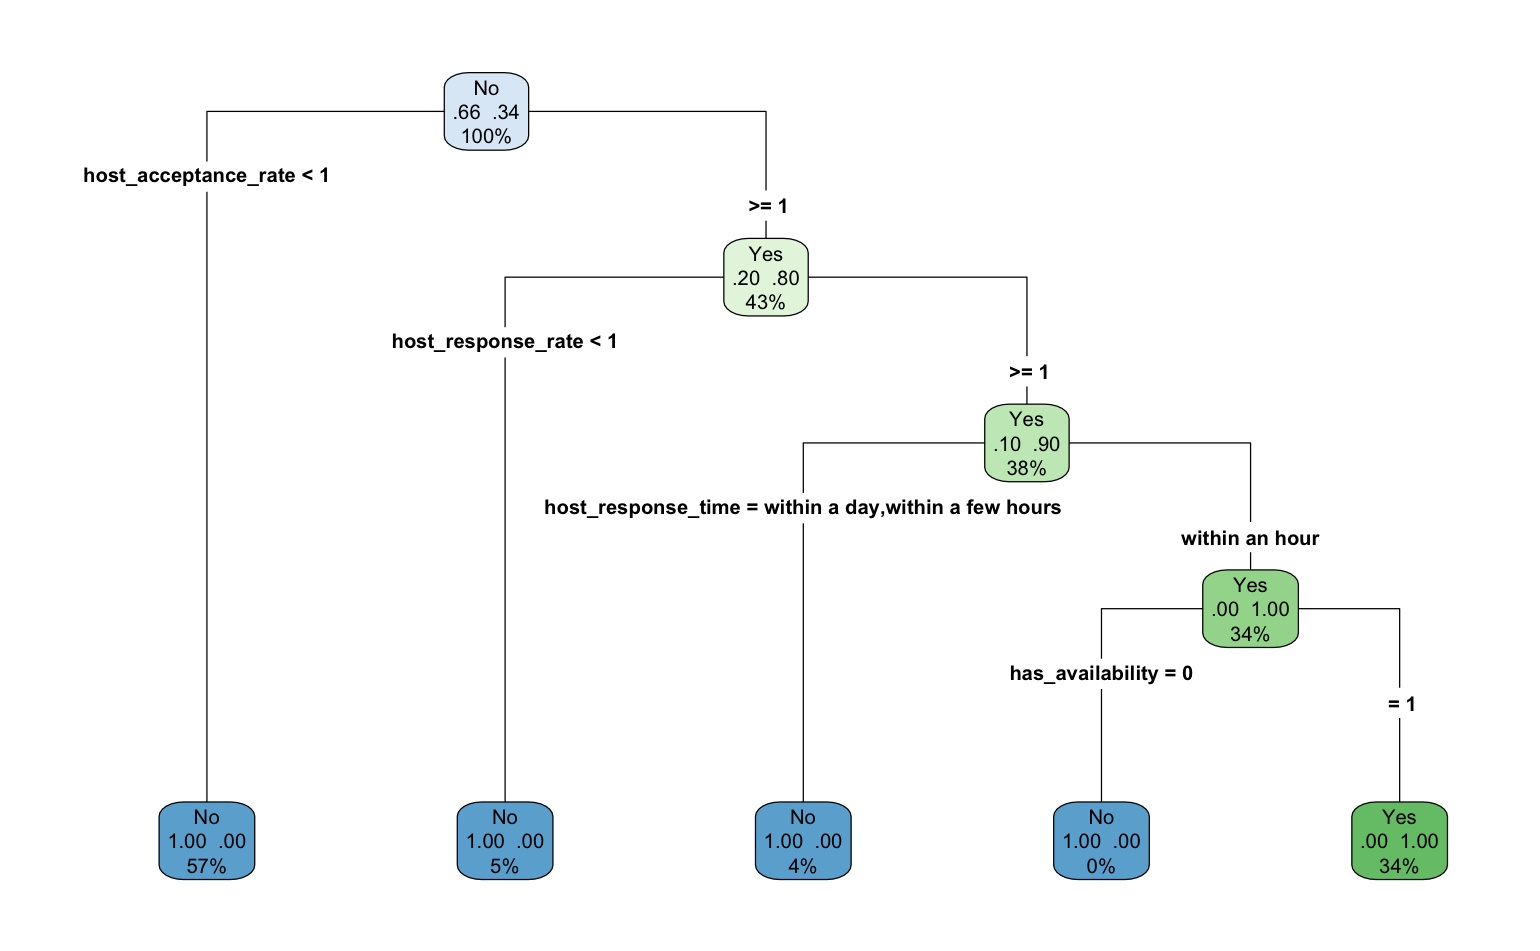 No
.66 .34
100%
host_acceptance_rate < 1
>= 1
Yes
.20 .80
43%
host_response_rate < 1
>= 1
Yes
.10 .90
38%
host_response_time = within a day,within a few hours
within an hour
Yes
.00 1.00
34%
has_availability = 0
= 1
No
1.00 .00
57%
No
1.00 .00
5%
No
1.00 .00
4%
No
1.00 .00
0%
Yes
.00 1.00
34%